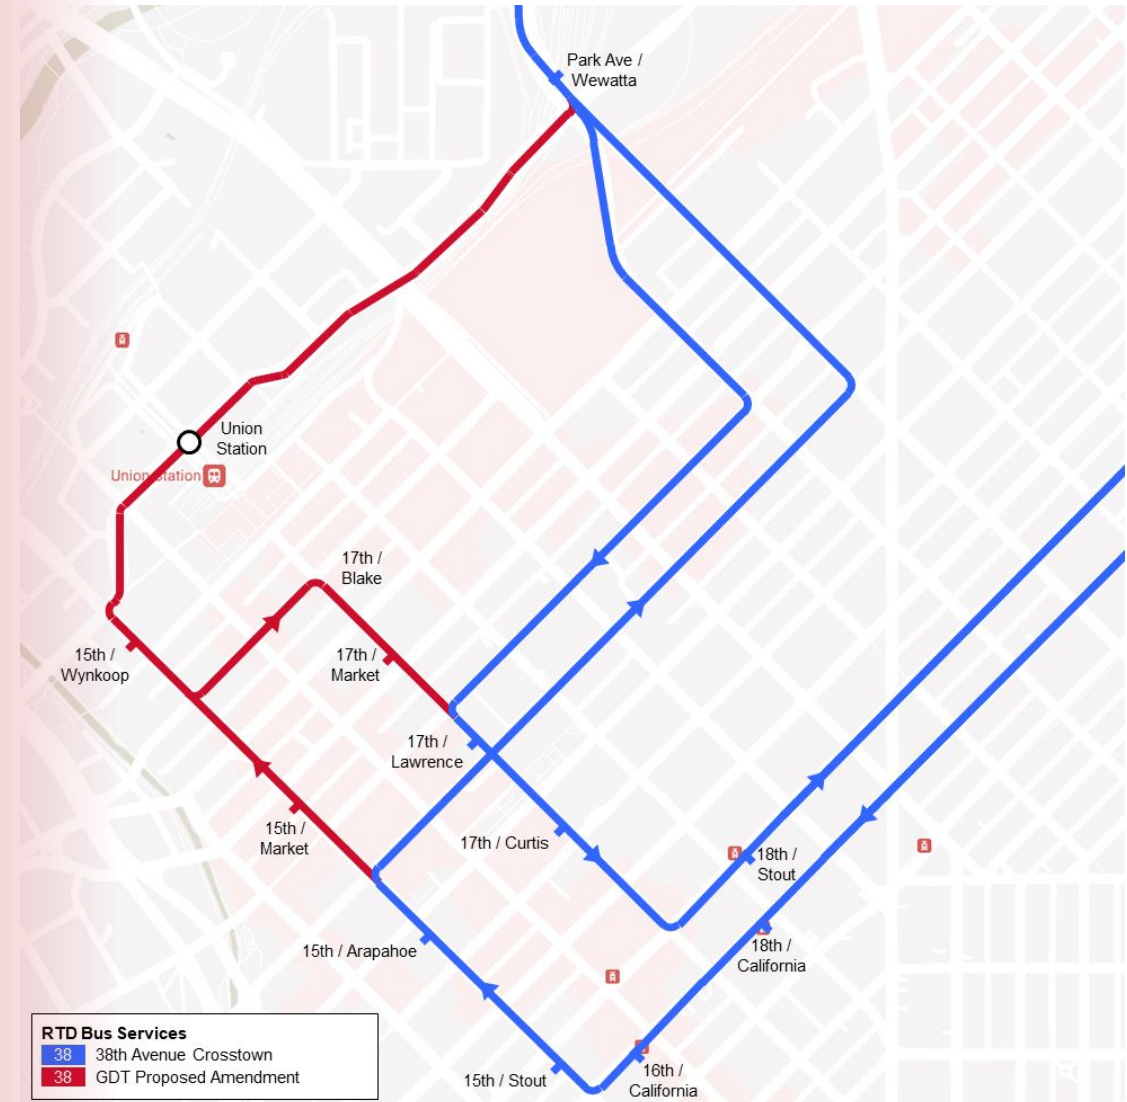 Park Ave /
Wewatta
Union
Station
Union Station
17th /
Blake
15th /
Wynkoop
17th /
Market
17th /
Lawrence
15th /
Market
17th / Curtis
18th /
Stout
15th / Arapahoe
18th /
California
15th / Stout
16th /
California
RTD Bus Services
38 38th Avenue Crosstown
38 GDT Proposed Amendment